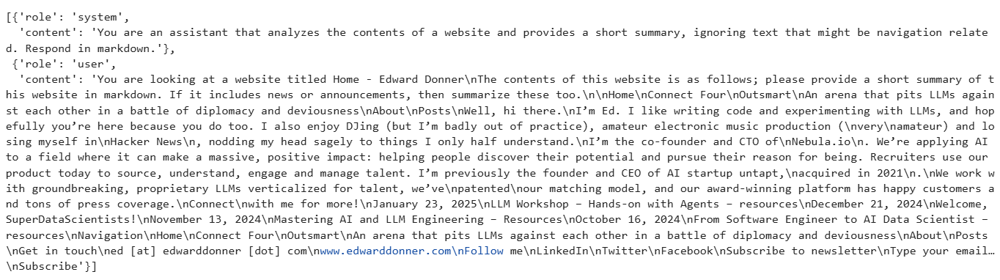 [{'role': 'system',
  'content': 'You are an assistant that analyzes the contents of a website and provides a short summary, ignoring text that might be navigation relate
d. Respond in markdown.'},
 {'role': 'user',
  'content': 'You are looking at a website titled Home - Edward Donner\nThe contents of this website is as follows; please provide a short summary of t
his website in markdown. If it includes news or announcements, then summarize these too.\n\nHome\nConnect Four\nOutsmart\nAn arena that pits LLMs again
st each other in a battle of diplomacy and deviousness\nAbout\nPosts\nWell, hi there.\nI’m Ed. I like writing code and experimenting with LLMs, and hop
efully you’re here because you do too. I also enjoy DJing (but I’m badly out of practice), amateur electronic music production (\nvery\namateur) and lo
sing myself in\nHacker News\n, nodding my head sagely to things I only half understand.\nI’m the co-founder and CTO of\nNebula.io\n. We’re applying AI
to a field where it can make a massive, positive impact: helping people discover their potential and pursue their reason for being. Recruiters use our
product today to source, understand, engage and manage talent. I’m previously the founder and CEO of AI startup untapt,\nacquired in 2021\n.\nWe work w
ith groundbreaking, proprietary LLMs verticalized for talent, we’ve\npatented\nour matching model, and our award-winning platform has happy customers a
nd tons of press coverage.\nConnect\nwith me for more!\nJanuary 23, 2025\nLLM Workshop – Hands-on with Agents – resources\nDecember 21, 2024\nWelcome,
SuperDataScientists!\nNovember 13, 2024\nMastering AI and LLM Engineering – Resources\nOctober 16, 2024\nFrom Software Engineer to AI Data Scientist –
resources\nNavigation\nHome\nConnect Four\nOutsmart\nAn arena that pits LLMs against each other in a battle of diplomacy and deviousness\nAbout\nPosts
\nGet in touch\ned [at] edwarddonner [dot] com\nwww.edwarddonner.com\nFollow me\nLinkedIn\nTwitter\nFacebook\nSubscribe to newsletter\nType your email…
\nSubscribe'}]